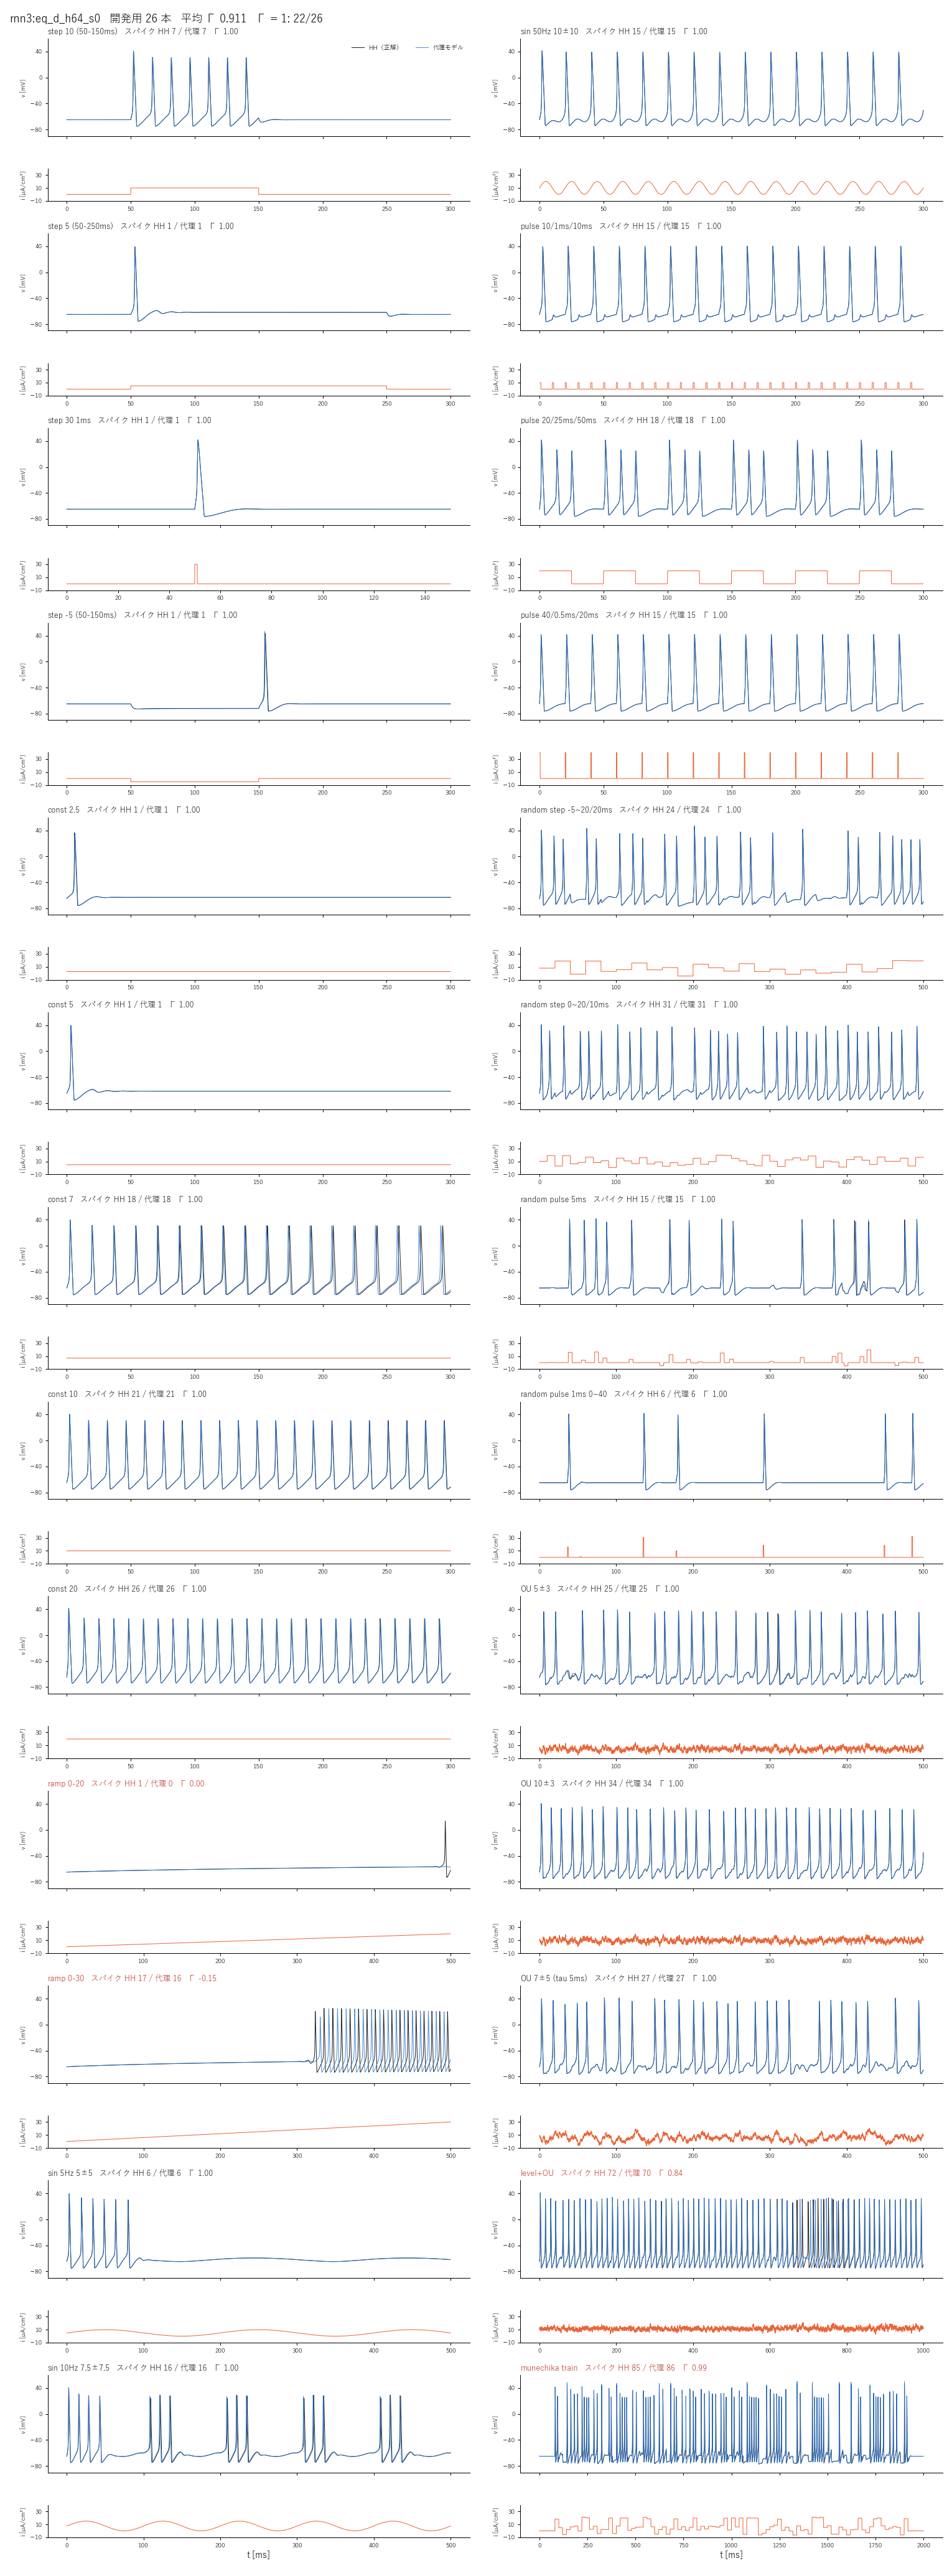 rnn3:eq_d_h64_s0 開発用 26 本 平均 Γ 0.911 Γ = 1: 22/26
step 10 (50-150ms) スパイク HH 7 / 代理 7 Γ 1.00
HH（正解） 代理モデル
sin 50Hz 10±10 スパイク HH 15 / 代理 15 Γ 1.00
step 5 (50-250ms) スパイク HH 1 / 代理 1 Γ 1.00
pulse 10/1ms/10ms スパイク HH 15 / 代理 15 Γ 1.00
step 30 1ms スパイク HH 1 / 代理 1 Γ 1.00
pulse 20/25ms/50ms スパイク HH 18 / 代理 18 Γ 1.00
step -5 (50-150ms) スパイク HH 1 / 代理 1 Γ 1.00
pulse 40/0.5ms/20ms スパイク HH 15 / 代理 15 Γ 1.00
const 2.5 スパイク HH 1 / 代理 1 Γ 1.00
random step -5~20/20ms スパイク HH 24 / 代理 24 Γ 1.00
const 5 スパイク HH 1 / 代理 1 Γ 1.00
random step 0~20/10ms スパイク HH 31 / 代理 31 Γ 1.00
const 7 スパイク HH 18 / 代理 18 Γ 1.00
random pulse 5ms スパイク HH 15 / 代理 15 Γ 1.00
const 10 スパイク HH 21 / 代理 21 Γ 1.00
random pulse 1ms 0~40 スパイク HH 6 / 代理 6 Γ 1.00
const 20 スパイク HH 26 / 代理 26 Γ 1.00
OU 5±3 スパイク HH 25 / 代理 25 Γ 1.00
ramp 0-20 スパイク HH 1 / 代理 0 Γ 0.00
OU 10±3 スパイク HH 34 / 代理 34 Γ 1.00
ramp 0-30 スパイク HH 17 / 代理 16 Γ -0.15
OU 7±5 (tau 5ms) スパイク HH 27 / 代理 27 Γ 1.00
sin 5Hz 5±5 スパイク HH 6 / 代理 6 Γ 1.00
level+OU スパイク HH 72 / 代理 70 Γ 0.84
sin 10Hz 7.5±7.5 スパイク HH 16 / 代理 16 Γ 1.00
munechika train スパイク HH 85 / 代理 86 Γ 0.99
v [mV]
i [μA/cm²]
t [ms]
t [ms]